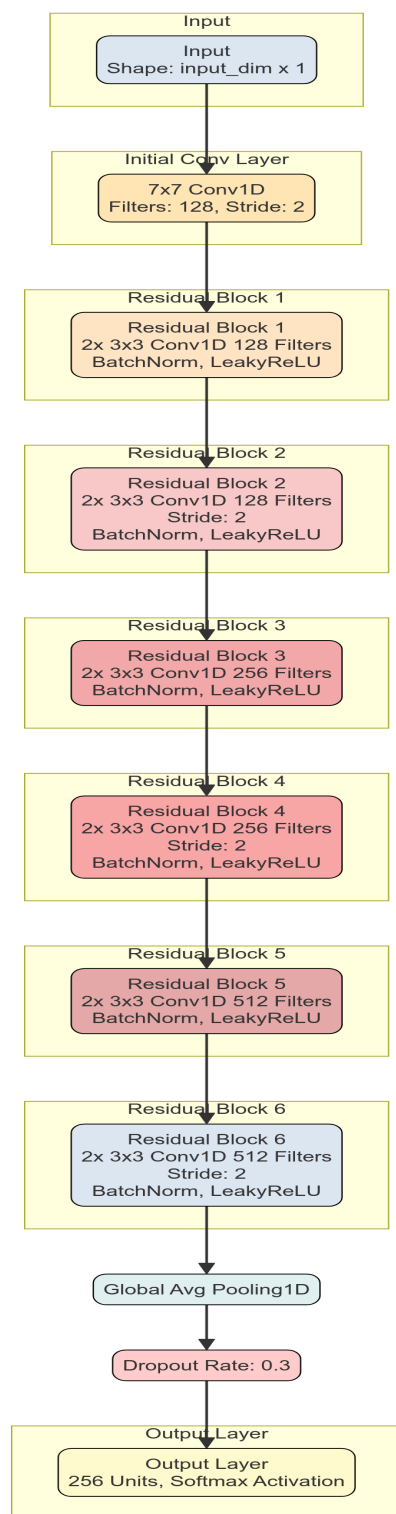 Input
Input
Shape: input_dim x 1
Initial Conv Layer
7x7 Conv1D
Filters: 128, Stride: 2
Residual Block 1
Residual Block 1
2x 3x3 Conv1D 128 Filters
BatchNorm, LeakyReLU
Residual Block 2
Residual Block 2
2x 3x3 Conv1D 128 Filters
Stride: 2
BatchNorm, LeakyReLU
Residual Block 3
Residual Block 3
2x 3x3 Conv1D 256 Filters
BatchNorm, LeakyReLU
Residual Block 4
Residual Block 4
2x 3x3 Conv1D 256 Filters
Stride: 2
BatchNorm, LeakyReLU
Residual Block 5
Residual Block 5
2x 3x3 Conv1D 512 Filters
BatchNorm, LeakyReLU
Residual Block 6
Residual Block 6
2x 3x3 Conv1D 512 Filters
Stride: 2
BatchNorm, LeakyReLU
Global Avg Pooling1D
Dropout Rate: 0.3
Output Layer
Output Layer
256 Units, Softmax Activation